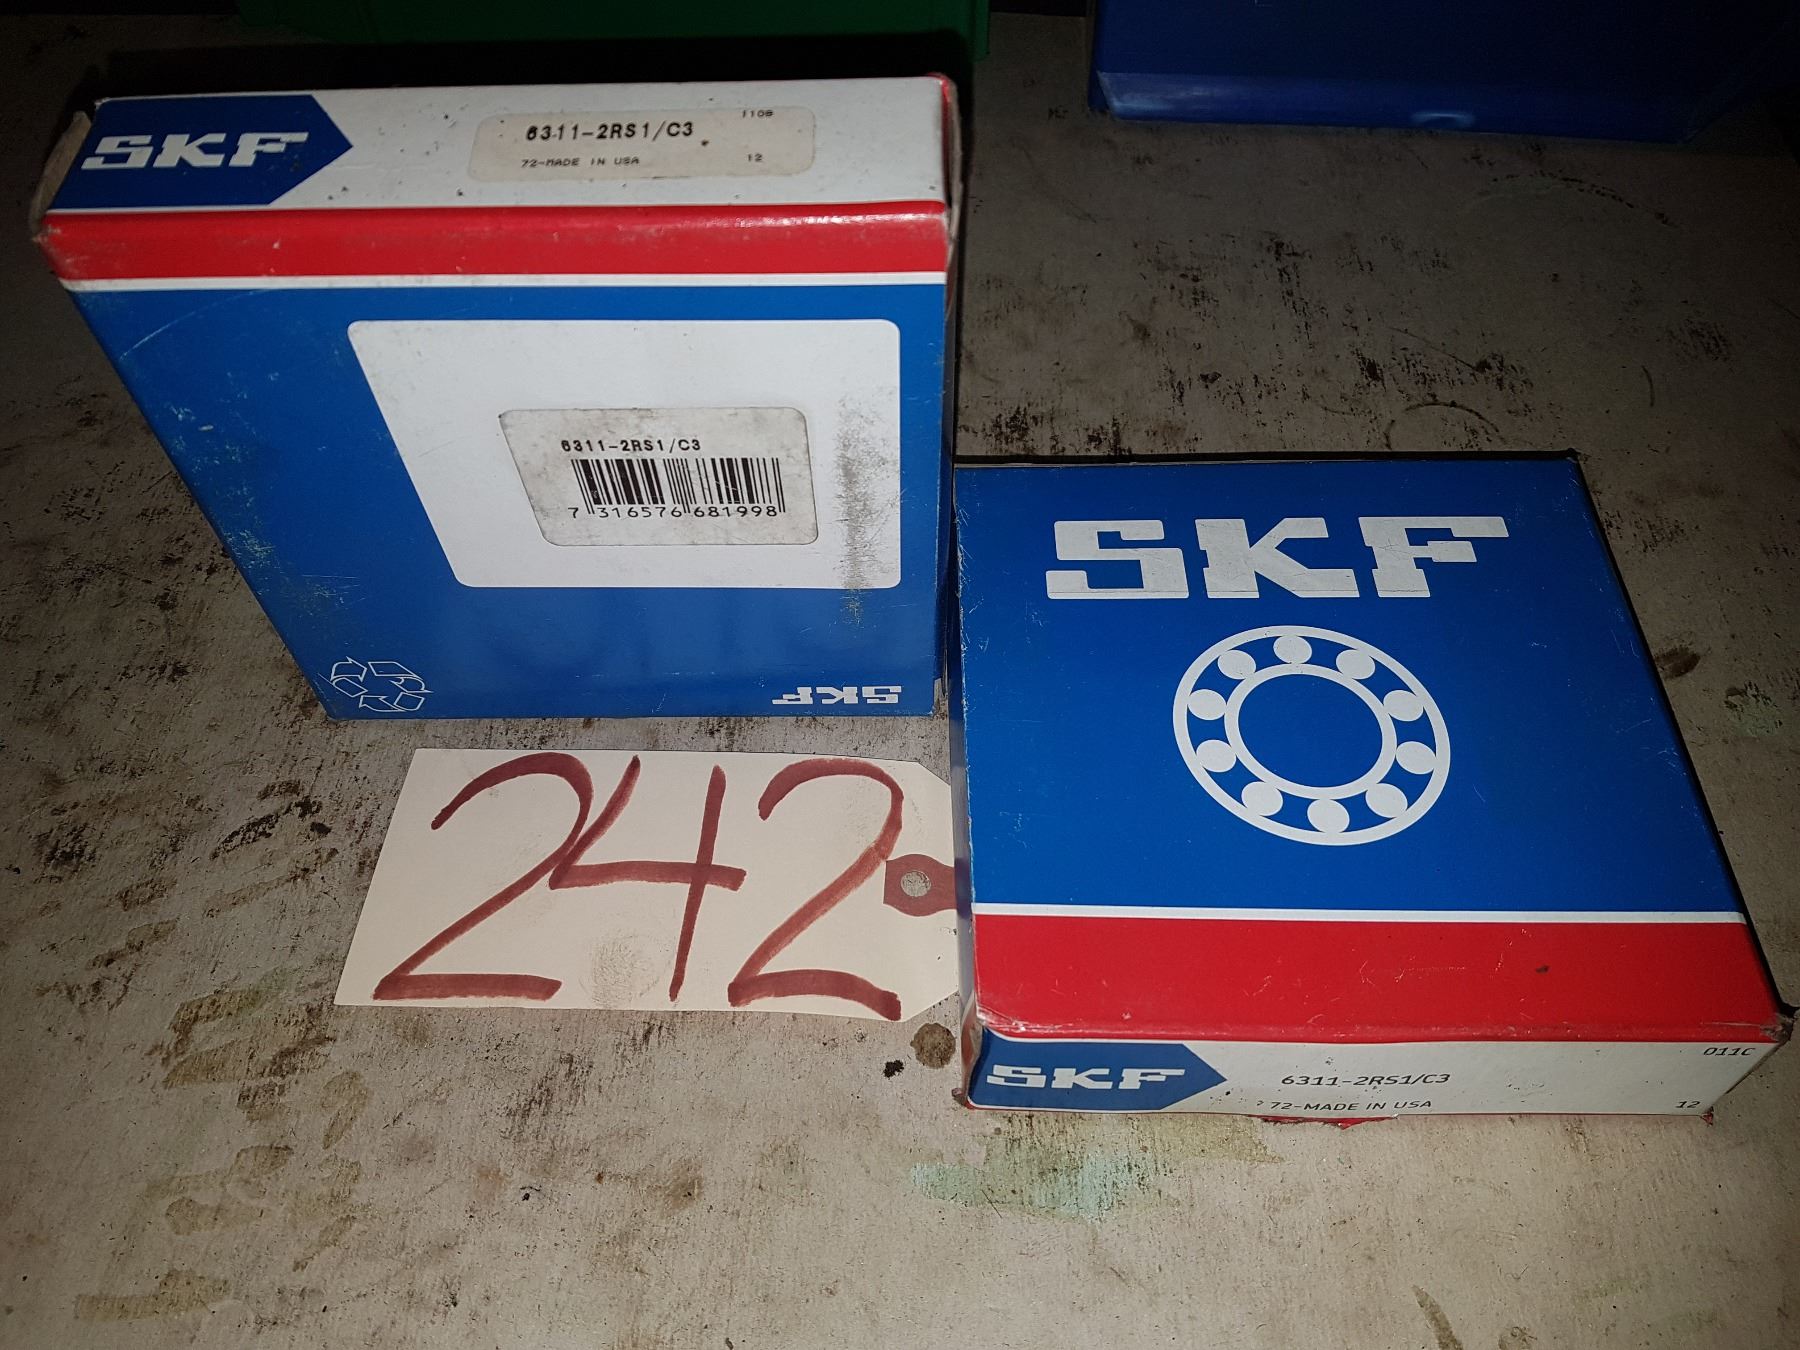 SKF
6311-2RS1/C3
110B
72-MADE IN USA
12
6311-2RS1/C3
7 316576 681998
SKF
242
SKF
SKF
6311-2RS1/C3
011C
72-MADE IN USA
12